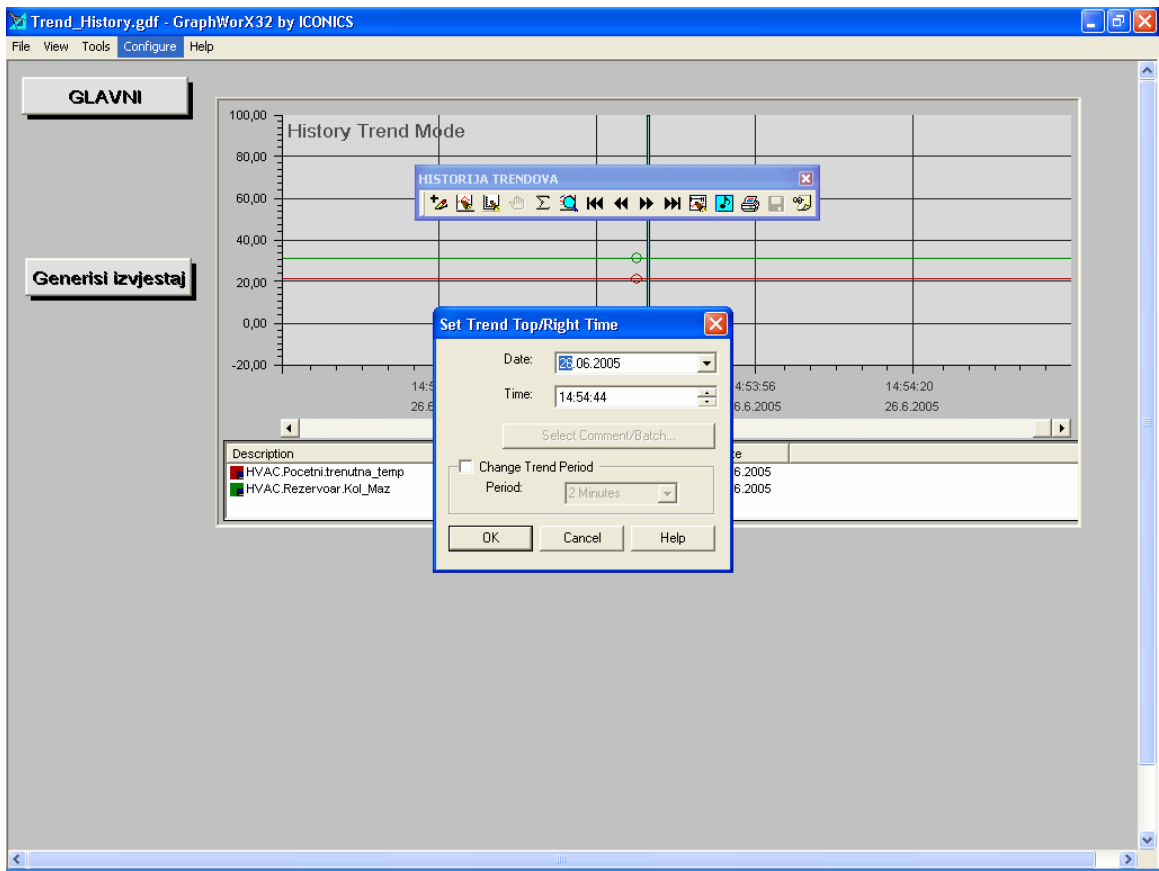 Trend_History.gdf - GraphWorX32 by ICONICS
File View Tools Configure Help
GLAVNI
100,00
History Trend Mode
80,00
HISTORIJA TRENDOVA
60,00
40,00
Generisi izvjestaj
20,00
0,00
Set Trend Top/Right Time
-20,00
Date: 26.06.2005
14:5 4:53:56 14:54:20
Time: 14:54:44
26.6 6.6.2005 26.6.2005
Select Comment/Batch...
Description
Change Trend Period
HVAC.Pocetni.trenutna_temp 6.2005
HVAC.Rezervoar.Kol_Maz 6.2005
Period: 2 Minutes
OK Cancel Help